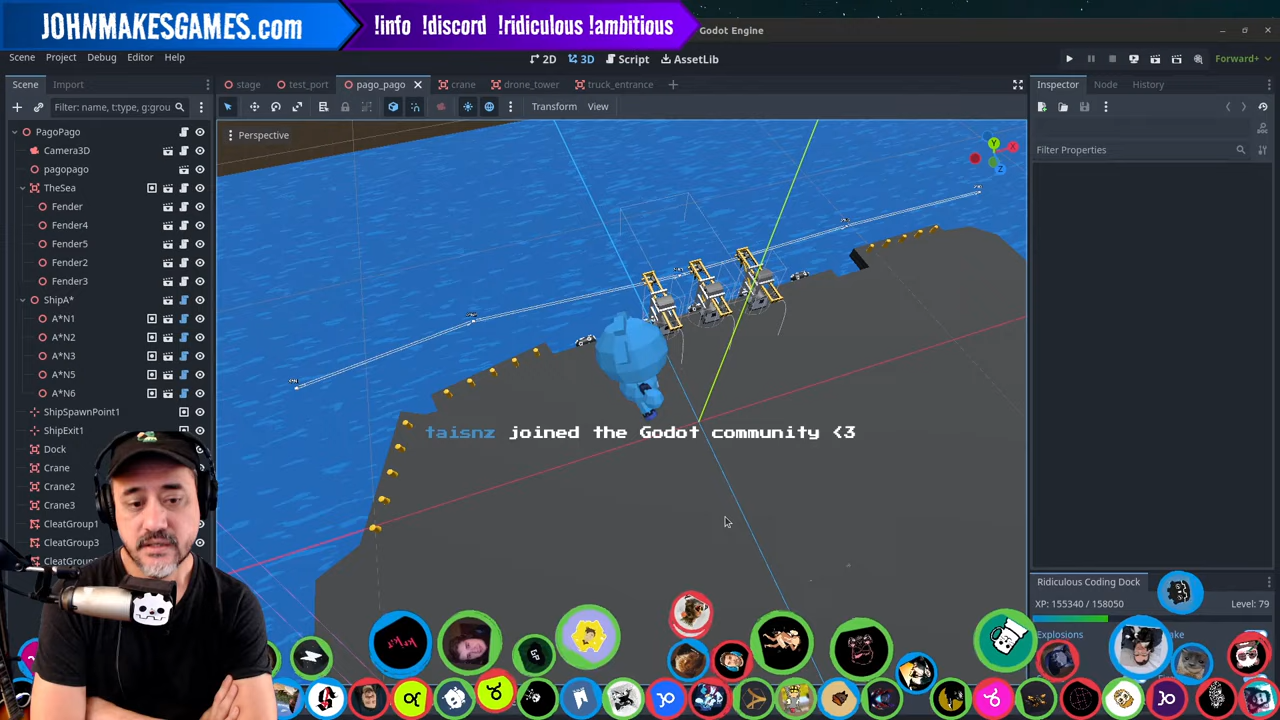 JOHNMAKESGAMES.COM
!info !discord !ridiculous !ambitious
Godot Engine
Scene Project Debug Editor Help
2D 3D Script AssetLib
Forward+
Scene Import
stage test_port pago_pago crane drone_tower truck_entrance
Inspector Node History
Filter: name, t:type, g:grou
Transform View
PagoPago
Perspective
Filter Properties
Camera3D
pagopago
TheSea
Fender
Fender4
Fender5
Fender2
Fender3
ShipA*
A*N1
A*N2
A*N3
A*N5
A*N6
ShipSpawnPoint1
ShipExit1
taisnz joined the Godot community <3
Dock
Crane
Crane2
Crane3
CleatGroup1
CleatGroup3
Ridiculous Coding Dock
XP: 155340 / 158050 Level: 79
Explosions